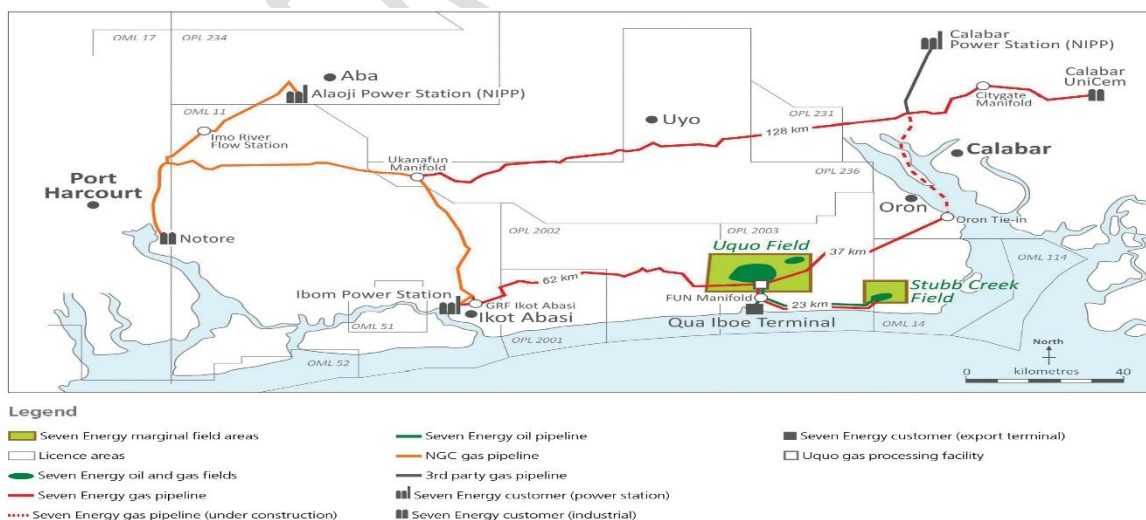 OML 17
OPL 234
Aba
Alaoji Power Station (NIPP)
OML 11
Imo River
Flow Station
Port
Harcourt
Notore
Ukanafun
Manifold
Uyo
128 km
OPL 231
Calabar
Power Station (NIPP)
Calabar
UniCem
Citygate
Manifold
Calabar
OPL 236
Oron
Oron Tie-in
OPL 2002
OPL 2003
Uquo Field
37 km
62 km
Ibom Power Station
GRF Ikot Abasi
Ikot Abasi
FUN Manifold
23 km
Stubb Creek
Field
Qua Iboe Terminal
OML 114
OML 51
OML 52
OPL 2001
OML 14
North
0 kilometres 40
Legend
Seven Energy marginal field areas
Licence areas
Seven Energy oil and gas fields
Seven Energy gas pipeline
Seven Energy gas pipeline (under construction)
Seven Energy oil pipeline
NGC gas pipeline
3rd party gas pipeline
Seven Energy customer (power station)
Seven Energy customer (industrial)
Seven Energy customer (export terminal)
Uquo gas processing facility